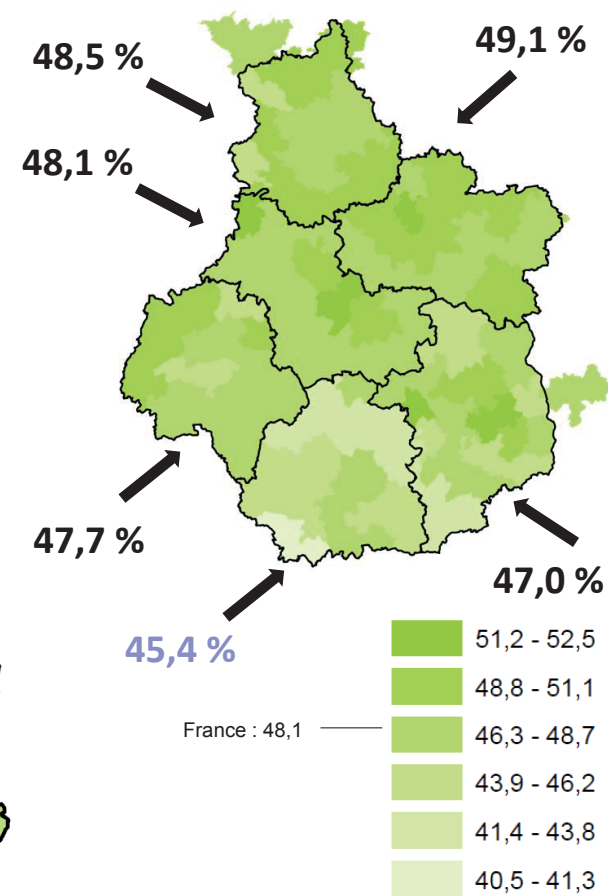 49,1 %
48,5 %
48,1 %
47,7 %
47,0 %
45,4 %
51,2 - 52,5
48,8 - 51,1
France : 48,1
46,3 - 48,7
43,9 - 46,2
41,4 - 43,8
40,5 - 41,3